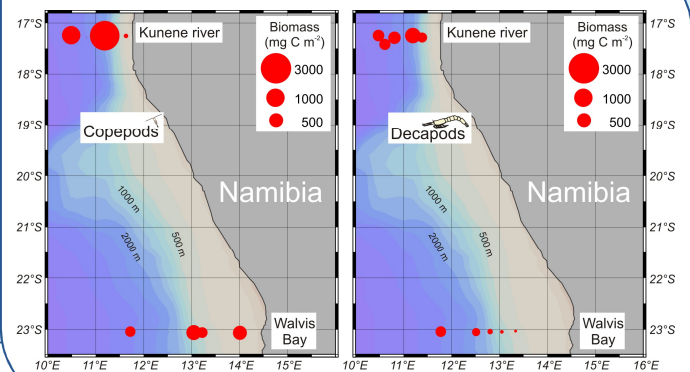 17°S
18°S
19°S
20°S
21°S
22°S
23°S
Kunene river
Biomass
(mg C m⁻²)
3000
1000
500
Copepods
Namibia
1000 m
2000 m
500 m
Walvis
Bay
10°E
11°E
12°E
13°E
14°E
15°E
17°S
18°S
19°S
20°S
21°S
22°S
23°S
Kunene river
Biomass
(mg C m⁻²)
3000
1000
500
Decapods
Namibia
1000 m
2000 m
500 m
Walvis
Bay
10°E
11°E
12°E
13°E
14°E
15°E
16°E